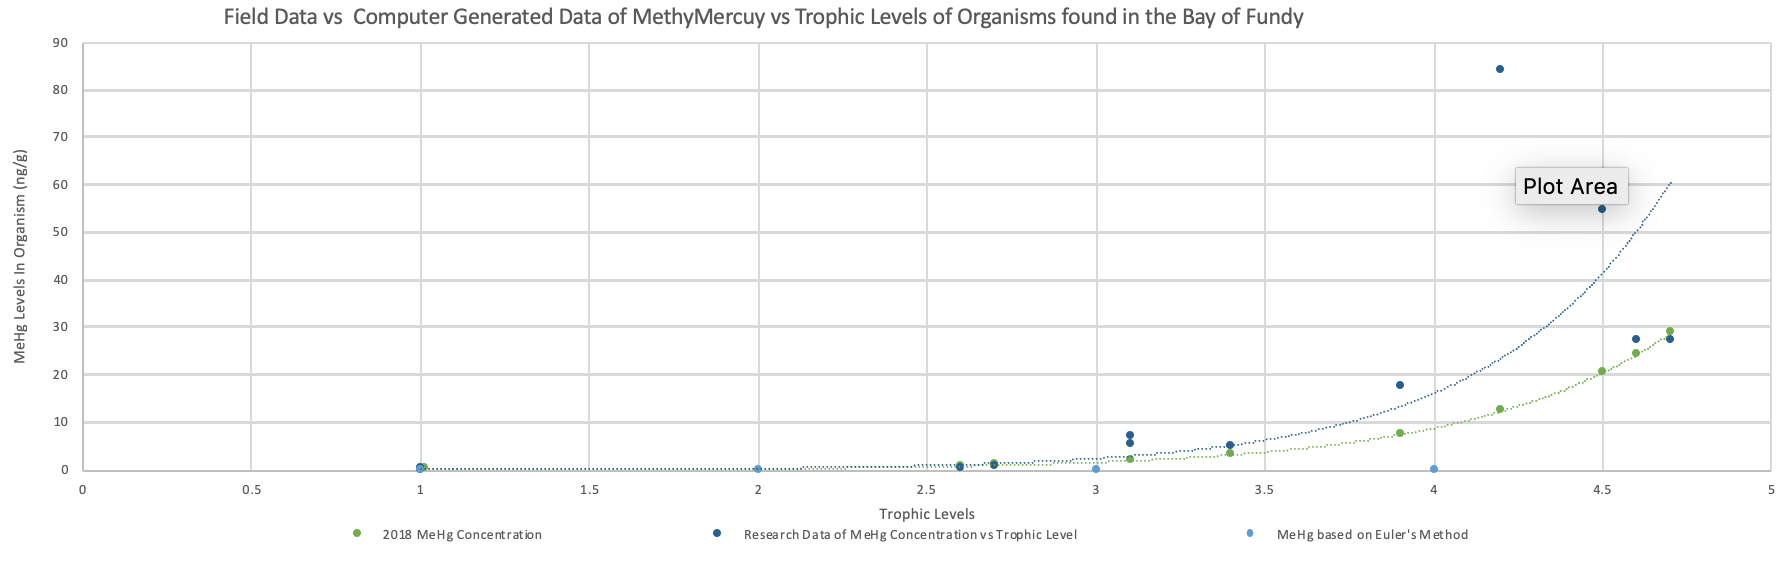 Field Data vs  Computer Generated Data of MethyMercuy vs Trophic Levels of Organisms found in the Bay of Fundy
MeHg Levels In Organism (ng/g)
90
80
70
60
50
40
30
20
10
0
Plot Area
0 0.5 1 1.5 2 2.5 3 3.5 4 4.5 5
Trophic Levels
2018 MeHg Concentration Research Data of MeHg Concentration vs Trophic Level MeHg based on Euler's Method